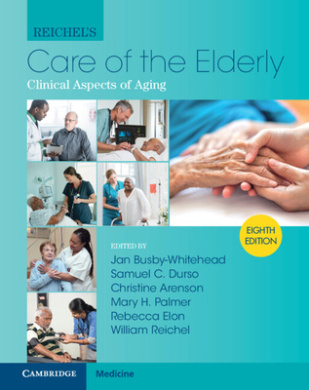 REICHEL'S
Care of the Elderly
Clinical Aspects of Aging
EIGHTH
EDITION
EDITED BY
Jan Busby-Whitehead
Samuel C. Durso
Christine Arenson
Mary H. Palmer
Rebecca Elon
William Reichel
CAMBRIDGE
Medicine